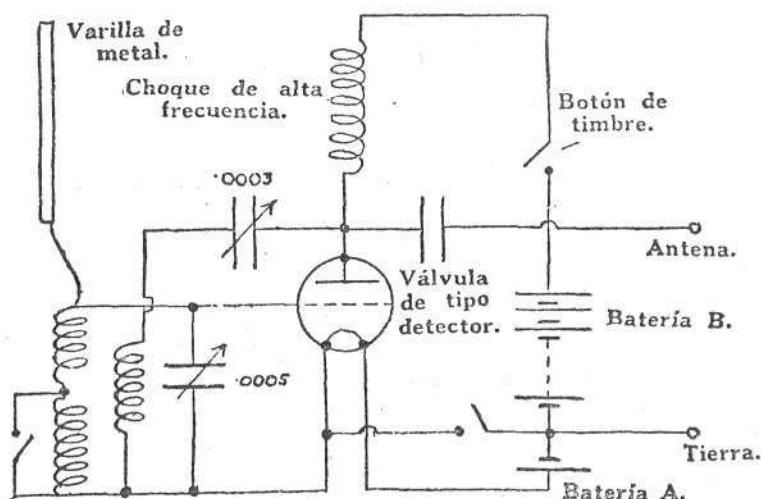 Varilla de
metal.
Choque de alta
frecuencia.
Botón de
timbre.
.0003
Antena.
Válvula
de tipo
detector.
Batería B.
.0005
Tierra.
Batería A.